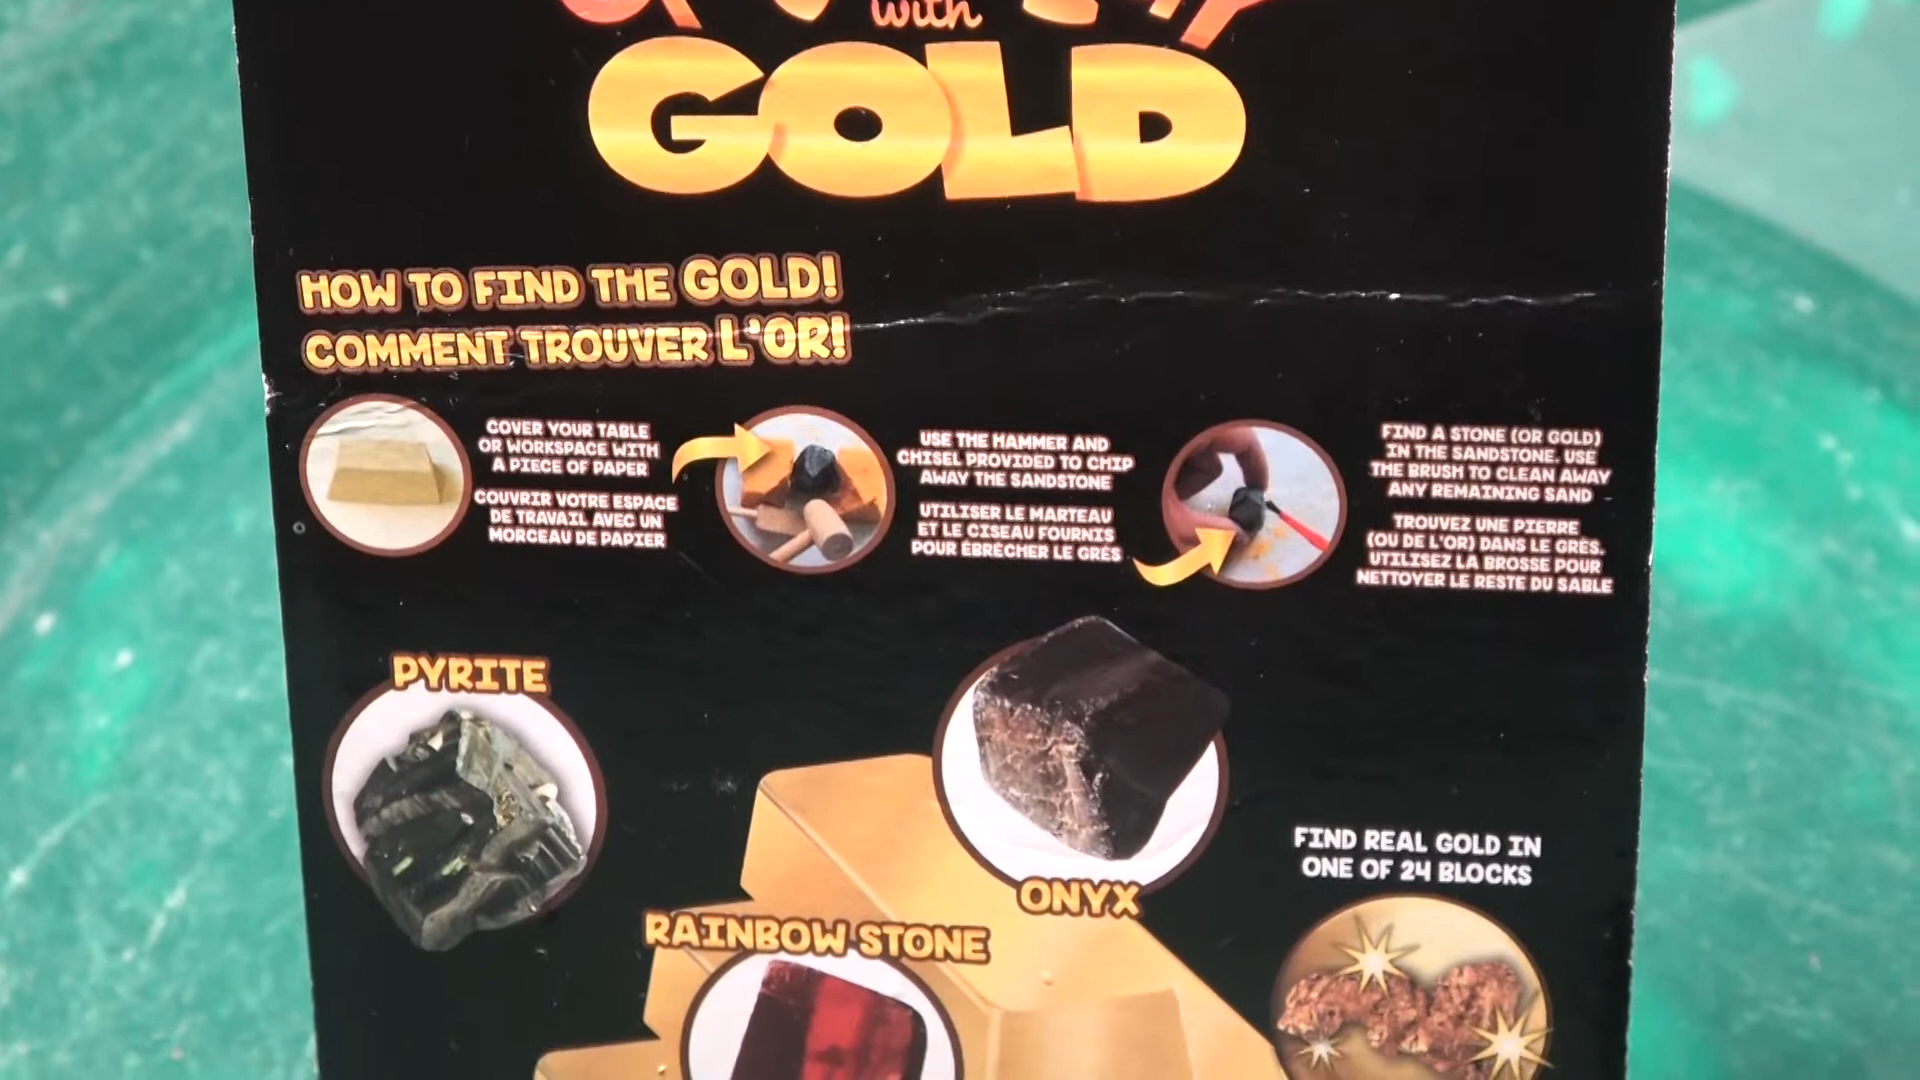 with
GOLD
HOW TO FIND THE GOLD!
COMMENT TROUVER L'OR!
COVER YOUR TABLE
OR WORKSPACE WITH
A PIECE OF PAPER
COUVRIR VOTRE ESPACE
DE TRAVAIL AVEC UN
MORCEAU DE PAPIER
USE THE HAMMER AND
CHISEL PROVIDED TO CHIP
AWAY THE SANDSTONE
UTILISER LE MARTEAU
ET LE CISEAU FOURNIS
POUR ÉBRÉCHER LE GRÈS
FIND A STONE (OR GOLD)
IN THE SANDSTONE. USE
THE BRUSH TO CLEAN AWAY
ANY REMAINING SAND
TROUVEZ UNE PIERRE
(OU DE L'OR) DANS LE GRÈS.
UTILISEZ LA BROSSE POUR
NETTOYER LE RESTE DU SABLE
PYRITE
ONYX
RAINBOW STONE
FIND REAL GOLD IN
ONE OF 24 BLOCKS